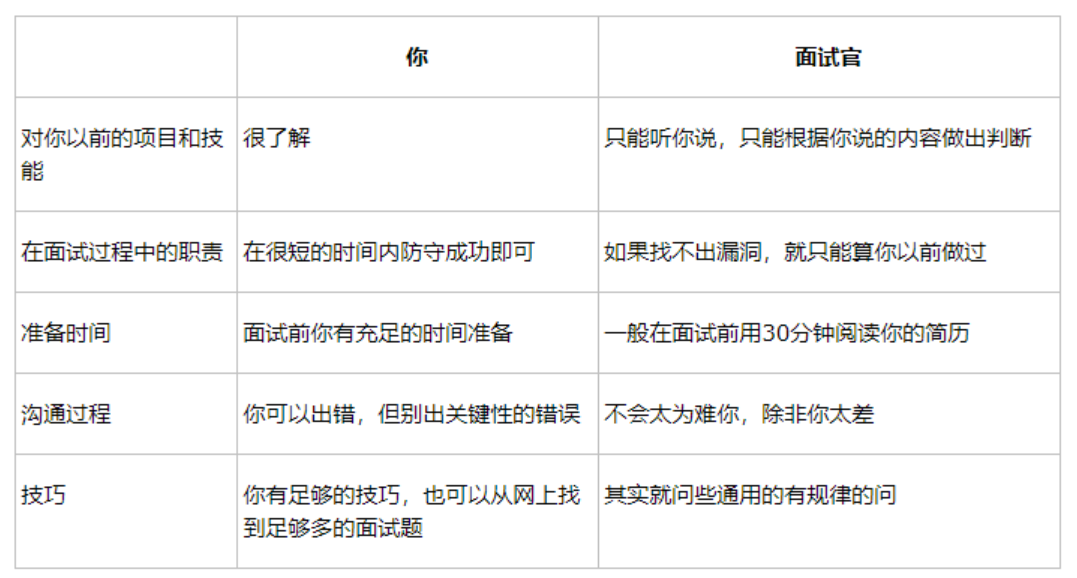 你 面试官
对你以前的项目和技 很了解 只能听你说，只能根据你说的内容做出判断
能
在面试过程中的职责 在很短的时间内防守成功即可 如果找不出漏洞，就只能算你以前做过
准备时间 面试前你有充足的时间准备 一般在面试前用30分钟阅读你的简历
沟通过程 你可以出错，但别出关键性的错误 不会太为难你，除非你太差
技巧 你有足够的技巧，也可以从网上找 其实就问些通用的有规律的问
到足够多的面试题